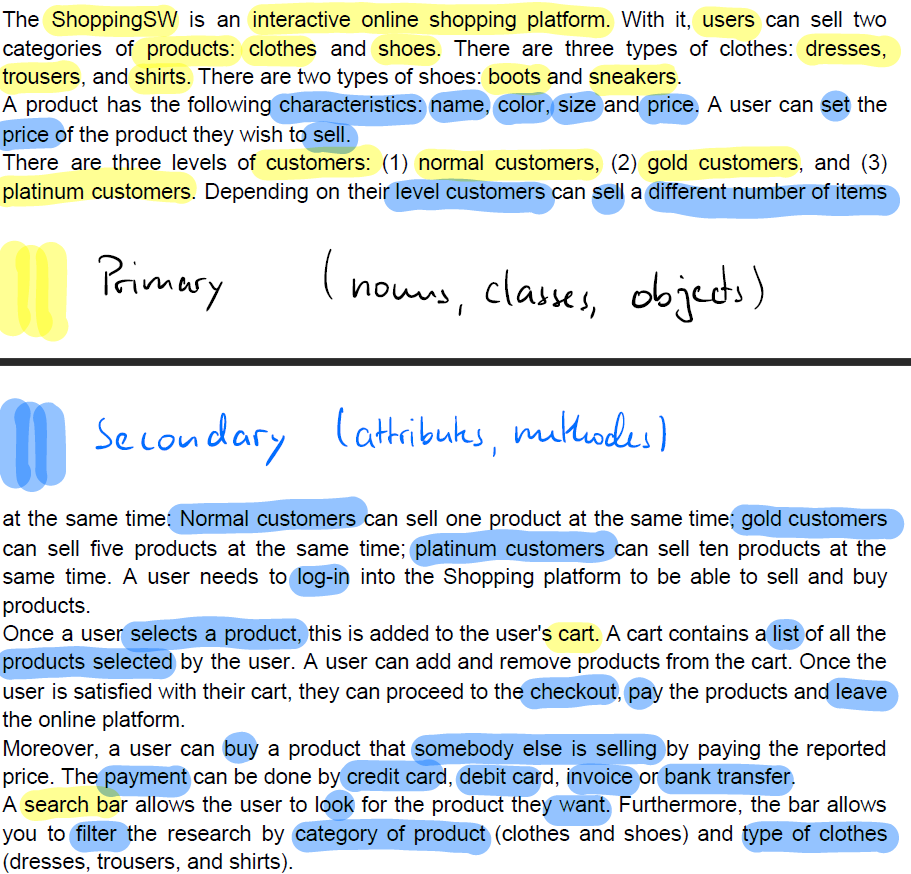 The ShoppingSW is an interactive online shopping platform. With it, users can sell two
categories of products: clothes and shoes. There are three types of clothes: dresses,
trousers, and shirts. There are two types of shoes: boots and sneakers.
A product has the following characteristics: name, color, size and price. A user can set the
price of the product they wish to sell.
There are three levels of customers: (1) normal customers, (2) gold customers, and (3)
platinum customers. Depending on their level customers can sell a different number of items
Primary (nouns, classes, objects)
Secondary (attributes, methodes)
at the same time: Normal customers can sell one product at the same time; gold customers
can sell five products at the same time; platinum customers can sell ten products at the
same time. A user needs to log-in into the Shopping platform to be able to sell and buy
products.
Once a user selects a product, this is added to the user's cart. A cart contains a list of all the
products selected by the user. A user can add and remove products from the cart. Once the
user is satisfied with their cart, they can proceed to the checkout, pay the products and leave
the online platform.
Moreover, a user can buy a product that somebody else is selling by paying the reported
price. The payment can be done by credit card, debit card, invoice or bank transfer.
A search bar allows the user to look for the product they want. Furthermore, the bar allows
you to filter the research by category of product (clothes and shoes) and type of clothes
(dresses, trousers, and shirts).